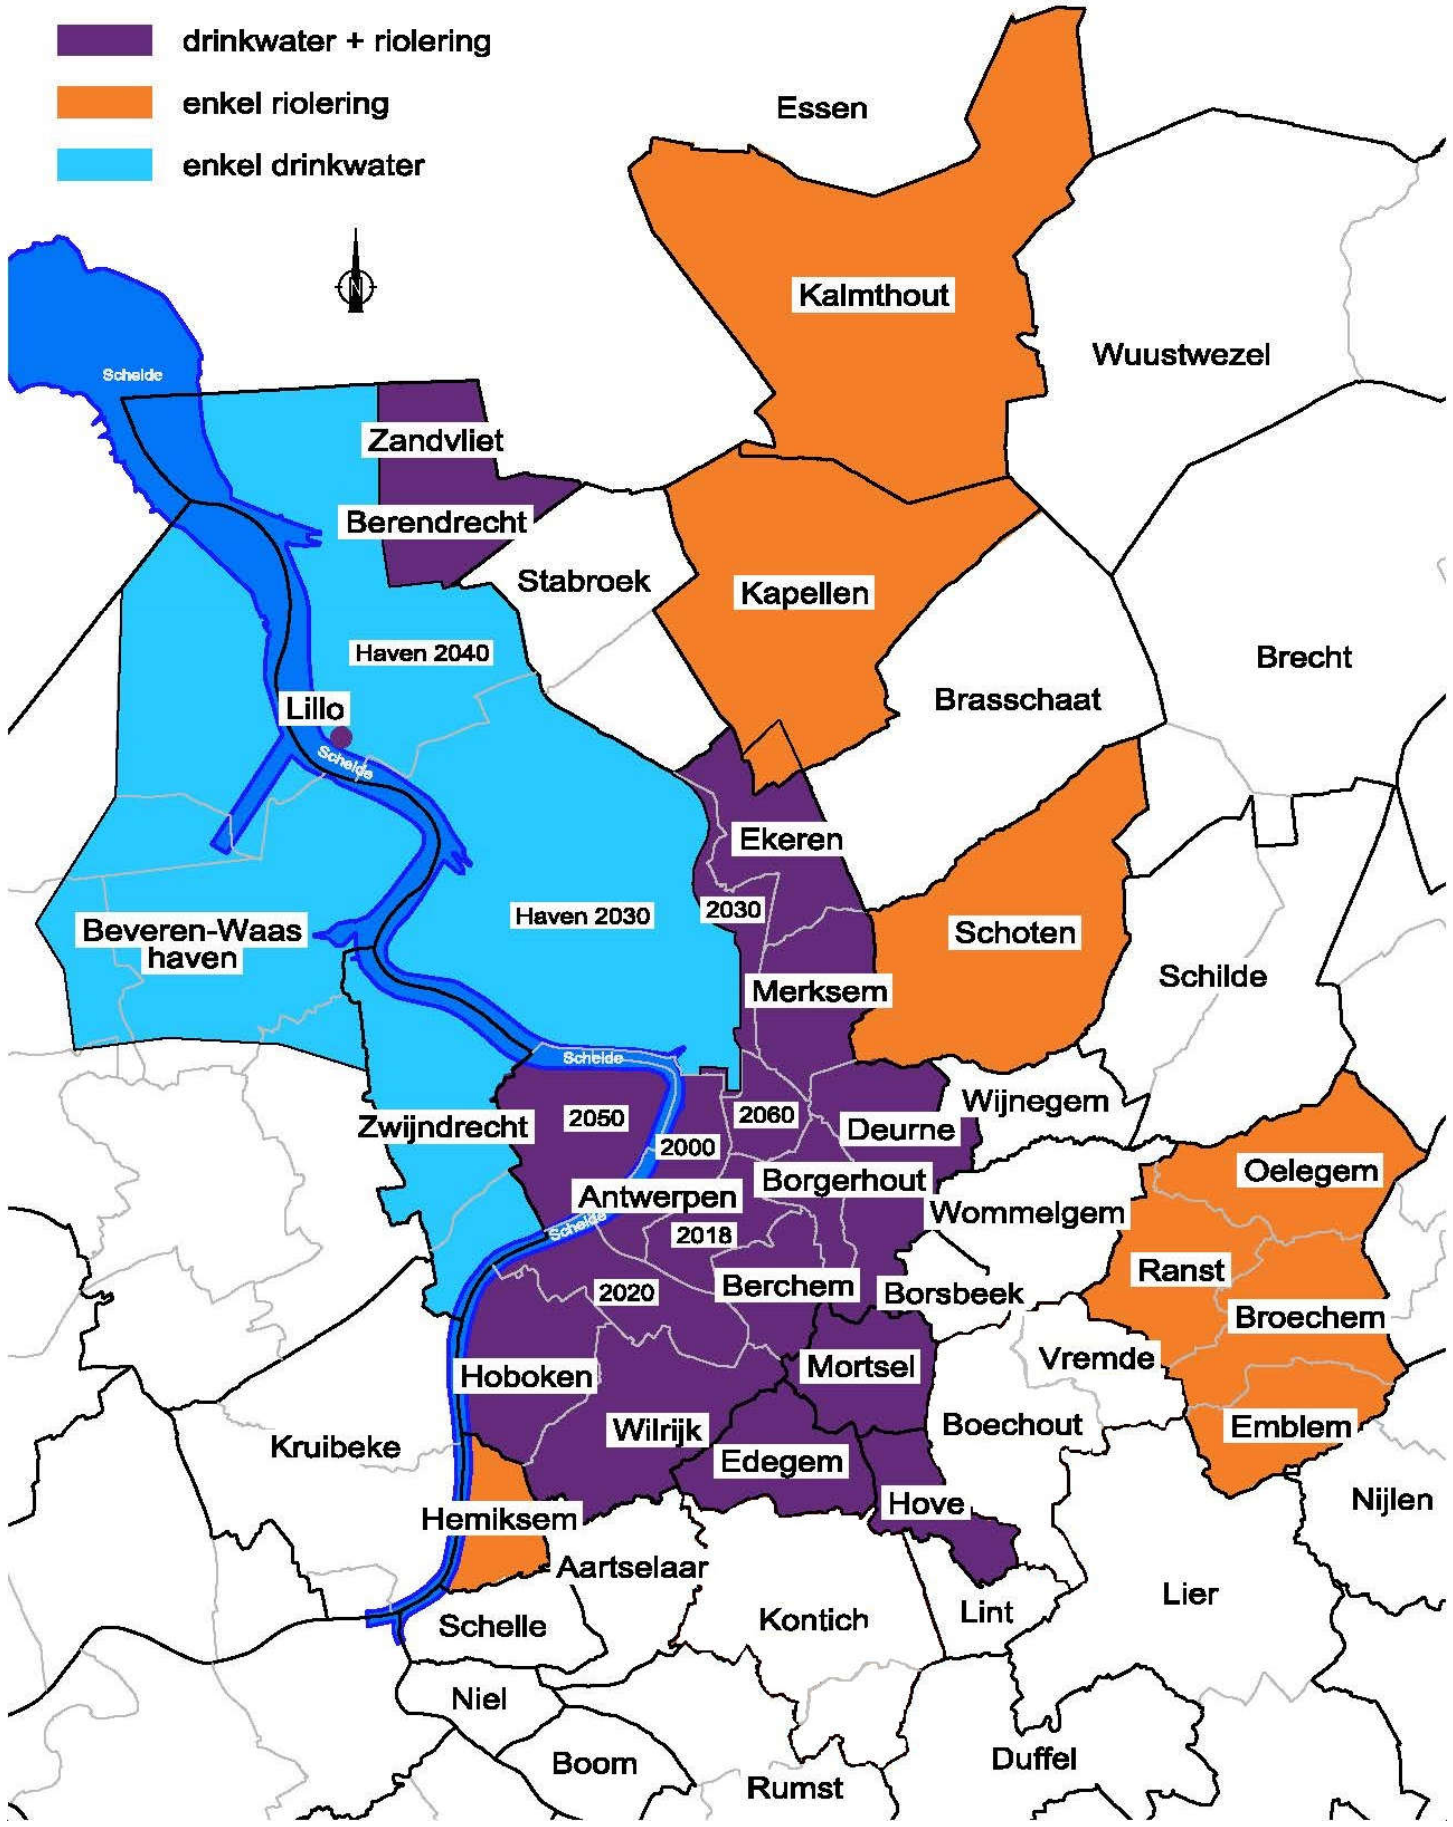 drinkwater + riolering
enkel riolering
enkel drinkwater
Essen
N
Kalmthout
Wuustwezel
Schelde
Zandvliet
Berendrecht
Stabroek
Kapellen
Haven 2040
Brecht
Brasschaat
Lillo
Schelde
Ekeren
2030
Haven 2030
Beveren-Waas
haven
Schoten
Schilde
Merksem
Schelde
Wijnegem
2050
2060
Zwijndrecht
Deurne
2000
Oelegem
Borgerhout
Antwerpen
Wommelgem
Schelde
2018
Ranst
Berchem
2020
Borsbeek
Broechem
Vremde
Mortsel
Hoboken
Boechout
Emblem
Wilrijk
Kruibeke
Edegem
Hove
Nijlen
Hemiksem
Aartselaar
Lier
Lint
Kontich
Schelle
Niel
Duffel
Boom
Rumst